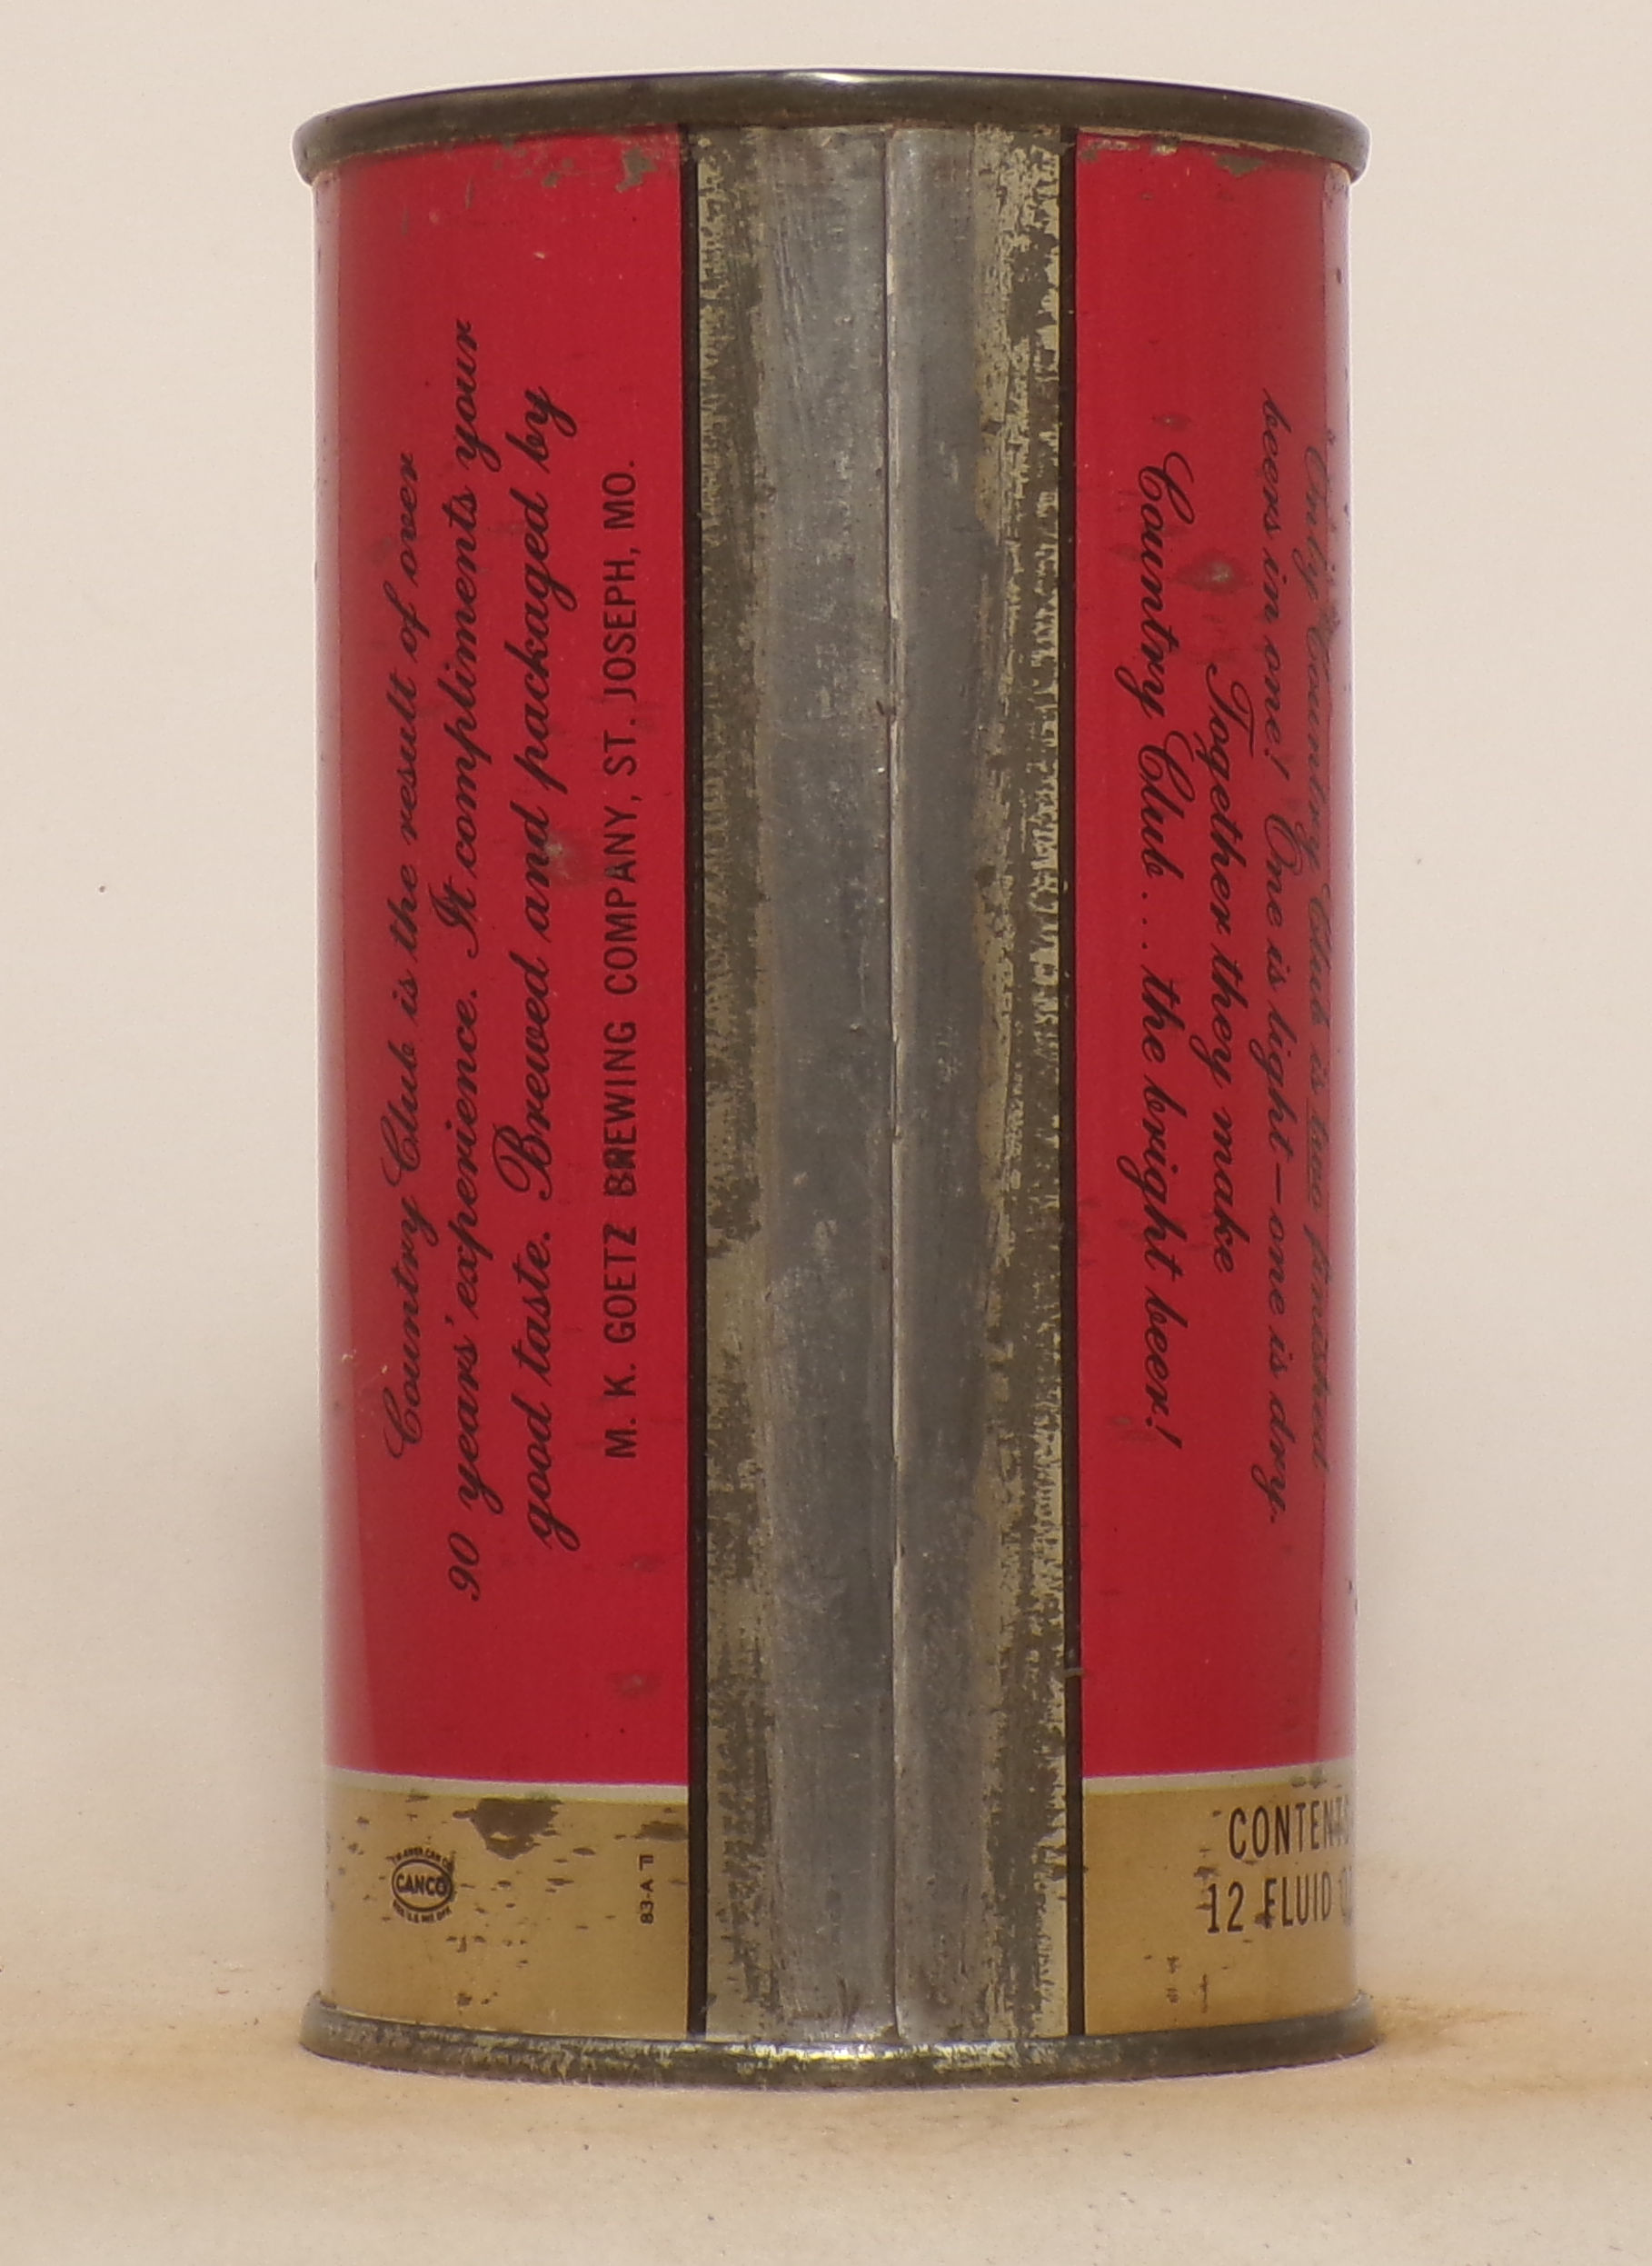 Country Club is the result of over
90 years' experience. It compliments your
good taste. Brewed and packaged by
M. K. GOETZ BREWING COMPANY, ST. JOSEPH, MO.
Only Country Club is two finished
beers in one! One is light—one is dry.
Together they make
Country Club... the bright beer!
CANCO
83-A
CONTENTS
12 FLUID